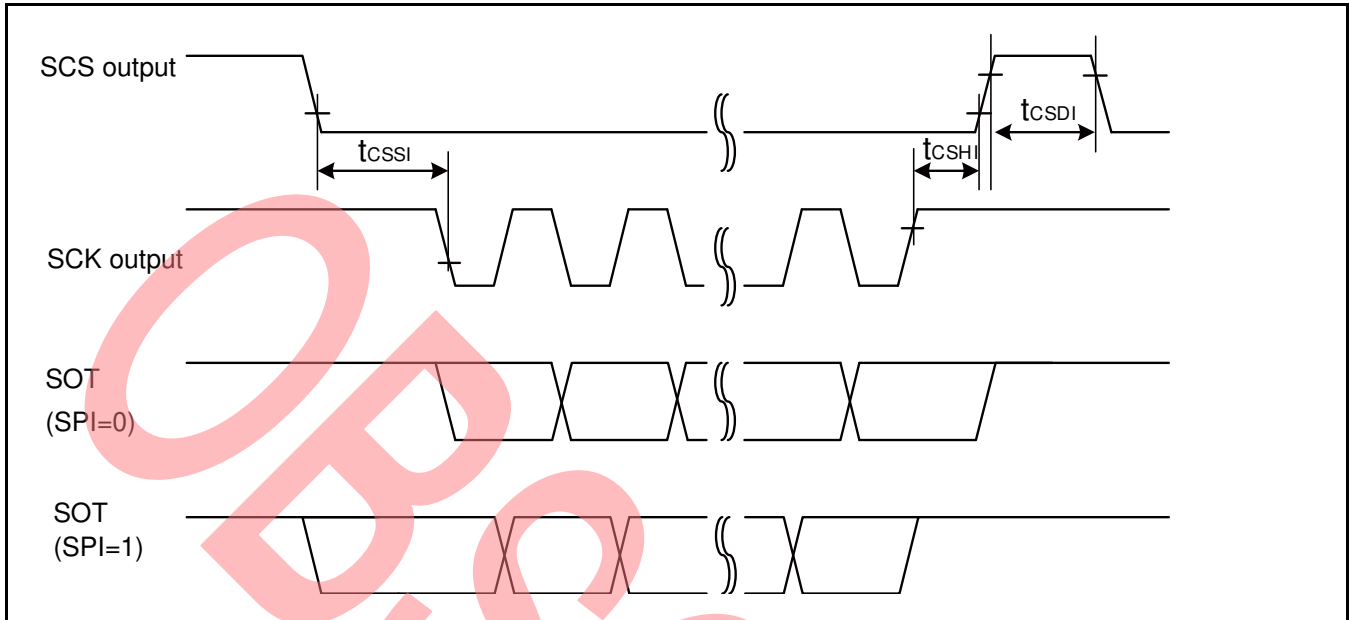 SCS output
tCSDI
tCSSI
tCSHI
SCK output
SOT
(SPI=0)
SOT
(SPI=1)